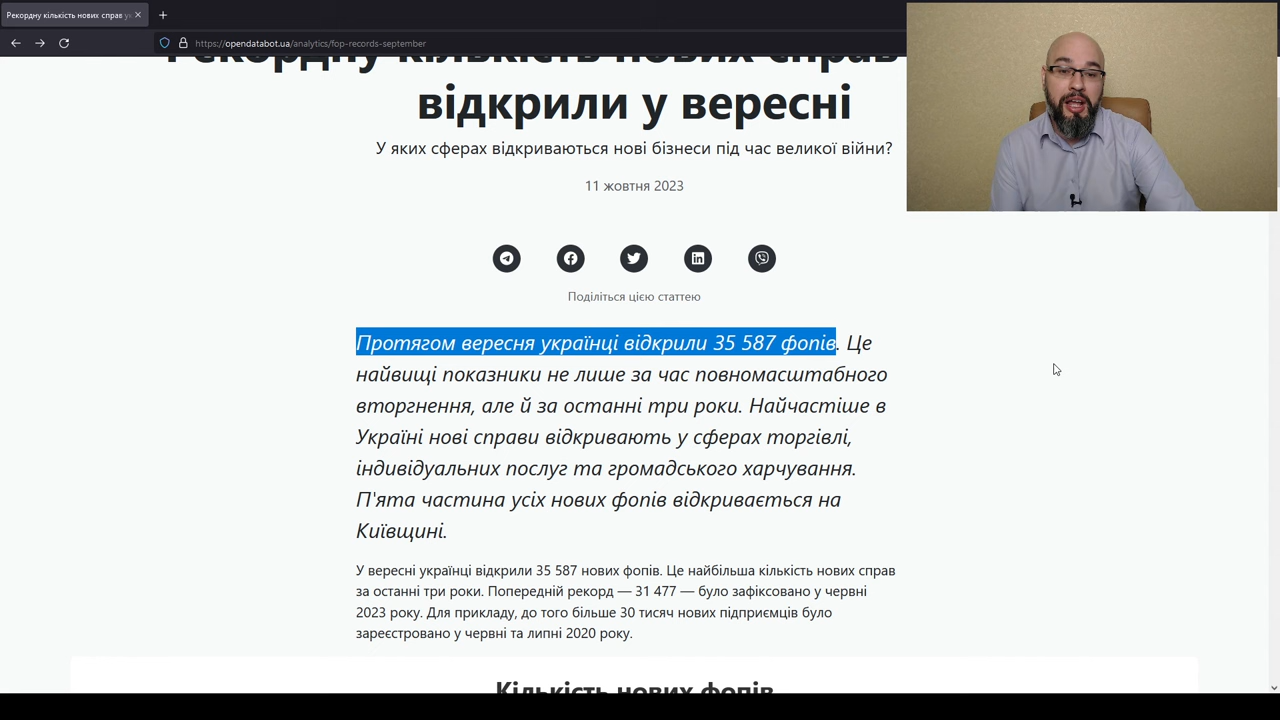 Рекордну кількість нових справ у
https://opendatabot.ua/analytics/fop-records-september
Рекордну кількість нових справ
відкрили у вересні
У яких сферах відкриваються нові бізнеси під час великої війни?
11 жовтня 2023
Поділіться цією статтею
Протягом вересня українці відкрили 35 587 фопів. Це
найвищі показники не лише за час повномасштабного
вторгнення, але й за останні три роки. Найчастіше в
Україні нові справи відкривають у сферах торгівлі,
індивідуальних послуг та громадського харчування.
П'ята частина усіх нових фопів відкривається на
Київщині.
У вересні українці відкрили 35 587 нових фопів. Це найбільша кількість нових справ
за останні три роки. Попередній рекорд — 31 477 — було зафіксовано у червні
2023 року. Для прикладу, до того більше 30 тисяч нових підприємців було
зареєстровано у червні та липні 2020 року.
Кількість нових фопів